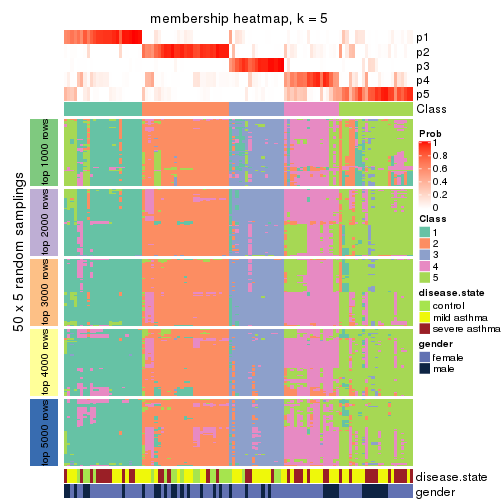 membership heatmap, k = 5
p1
p2
p3
p4
p5
Class
50 x 5 random samplings
top 1000 rows
top 2000 rows
top 3000 rows
top 4000 rows
top 5000 rows
disease.state
gender
Prob
1
0.8
0.6
0.4
0.2
0
Class
1
2
3
4
5
disease.state
control
mild asthma
severe asthma
gender
female
male